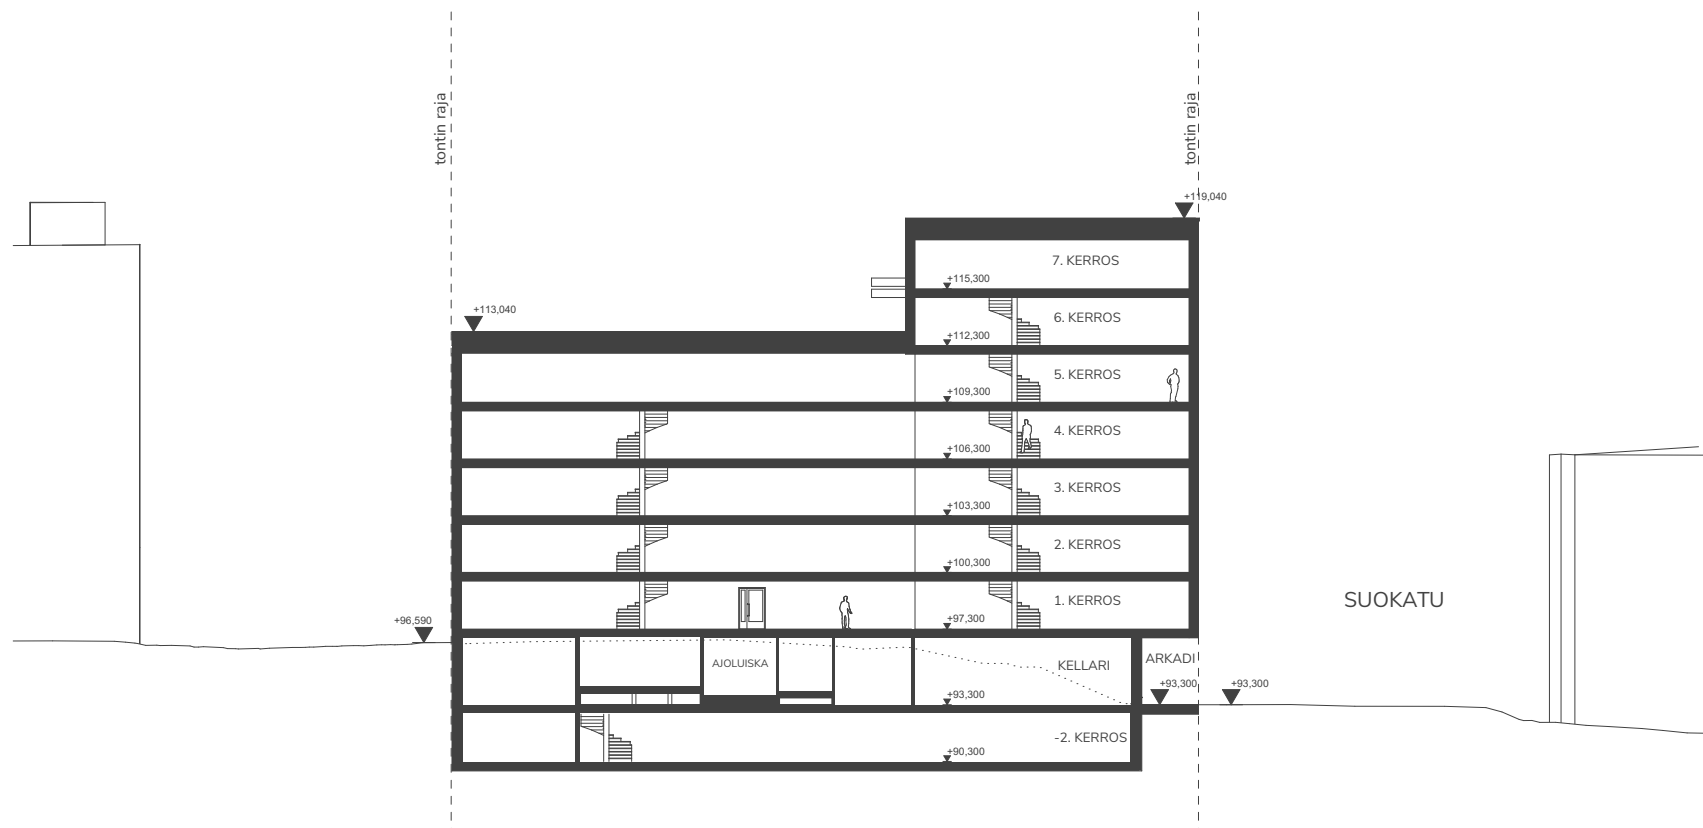 tontin raja
tontin raja
+119,040
7. KERROS
+115,300
+113,040
6. KERROS
+112,300
5. KERROS
+109,300
4. KERROS
+106,300
3. KERROS
+103,300
2. KERROS
+100,300
1. KERROS
SUOKATU
+96,590
+97,300
AJOLUISKA
KELLARI
ARKADI
+93,300
+93,300
+93,300
-2. KERROS
+90,300